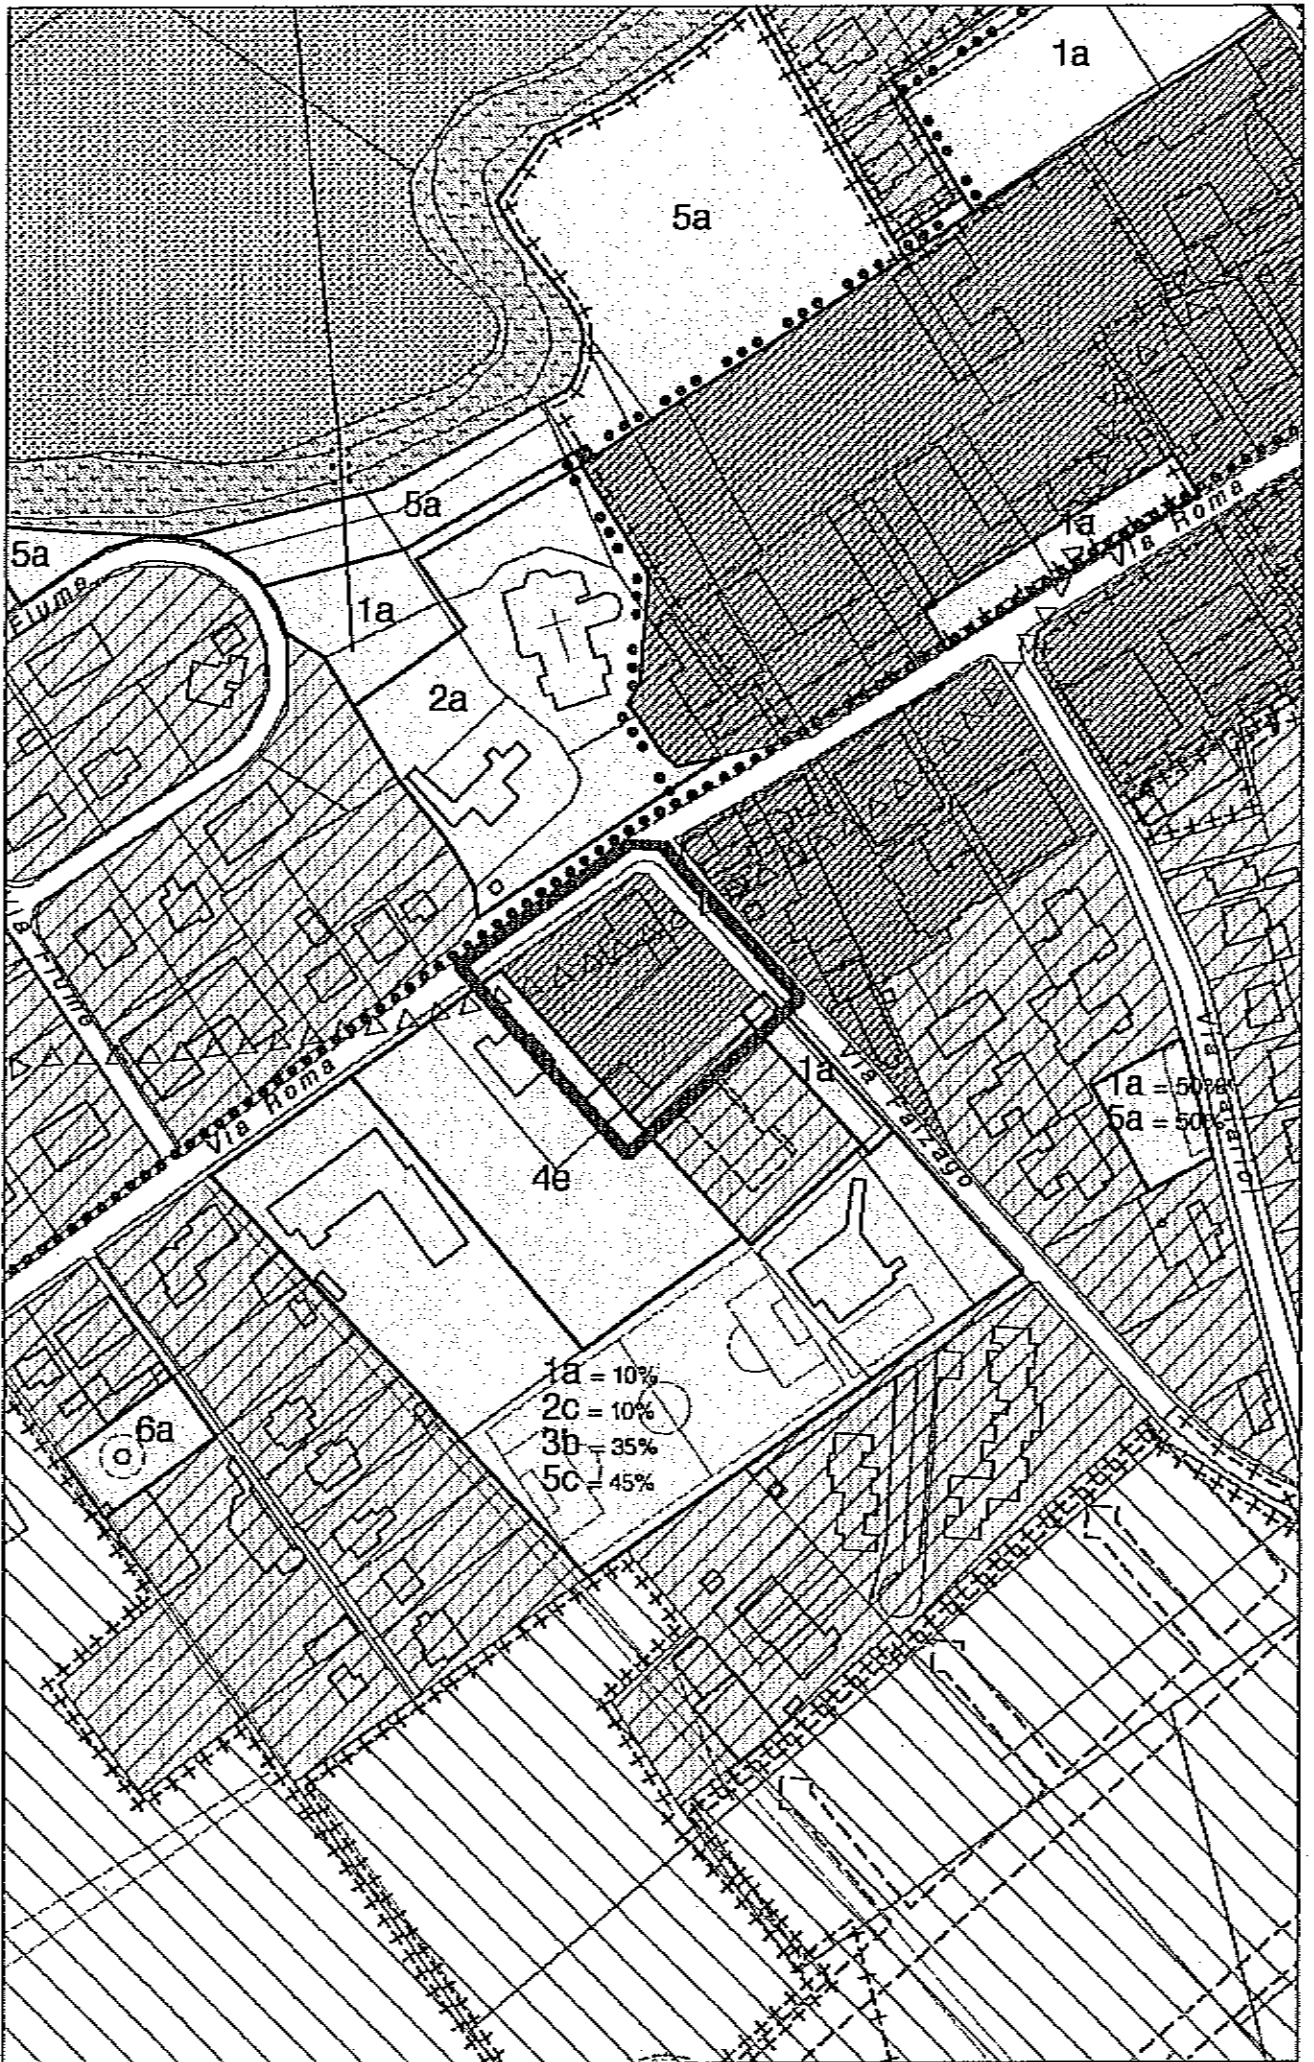 1a
5a
5a
5a
1a
Via Roma
Fiume
1a
2a
Fiume
Via Roma
1a
Via Falzago
1a = 50%
5a = 50%
4e
1a = 10%
2c = 10%
3b = 35%
5c = 45%
6a